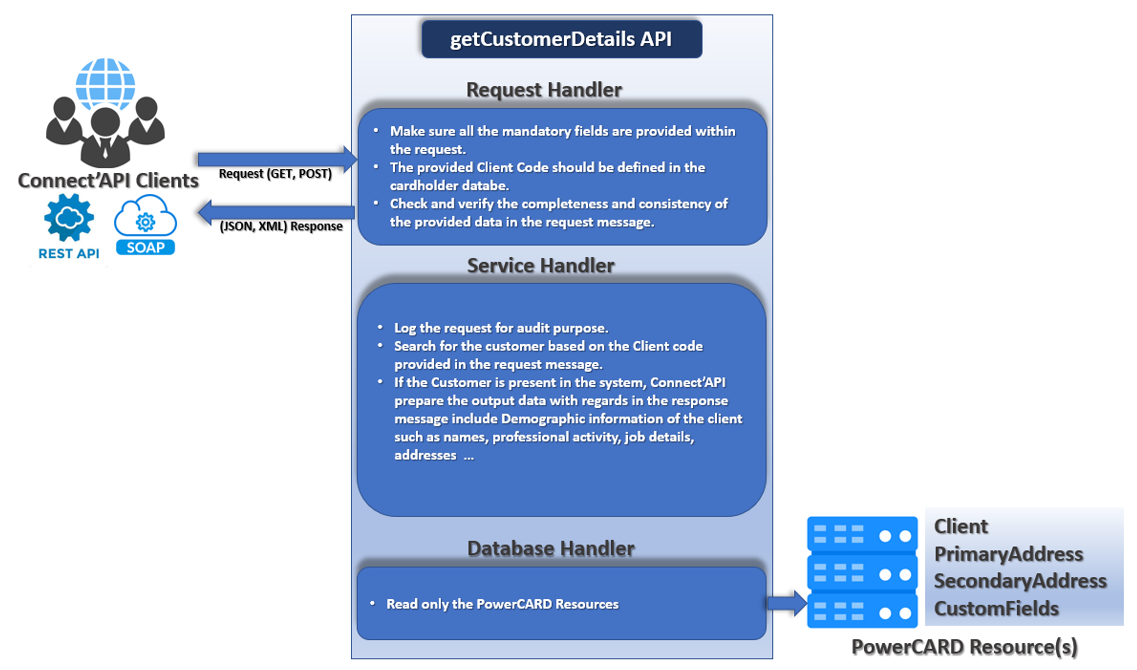 getCustomerDetails API
Request Handler
• Make sure all the mandatory fields are provided within
the request.
• The provided Client Code should be defined in the
cardholder databe.
• Check and verify the completeness and consistency of
the provided data in the request message.
Connect'API Clients
REST API
SOAP
Request (GET, POST)
(JSON, XML) Response
Service Handler
• Log the request for audit purpose.
• Search for the customer based on the Client code
provided in the request message.
• If the Customer is present in the system, Connect'API
prepare the output data with regards in the response
message include Demographic information of the client
such as names, professional activity, job details,
addresses ...
Database Handler
• Read only the PowerCARD Resources
Client
PrimaryAddress
SecondaryAddress
CustomFields
PowerCARD Resource(s)